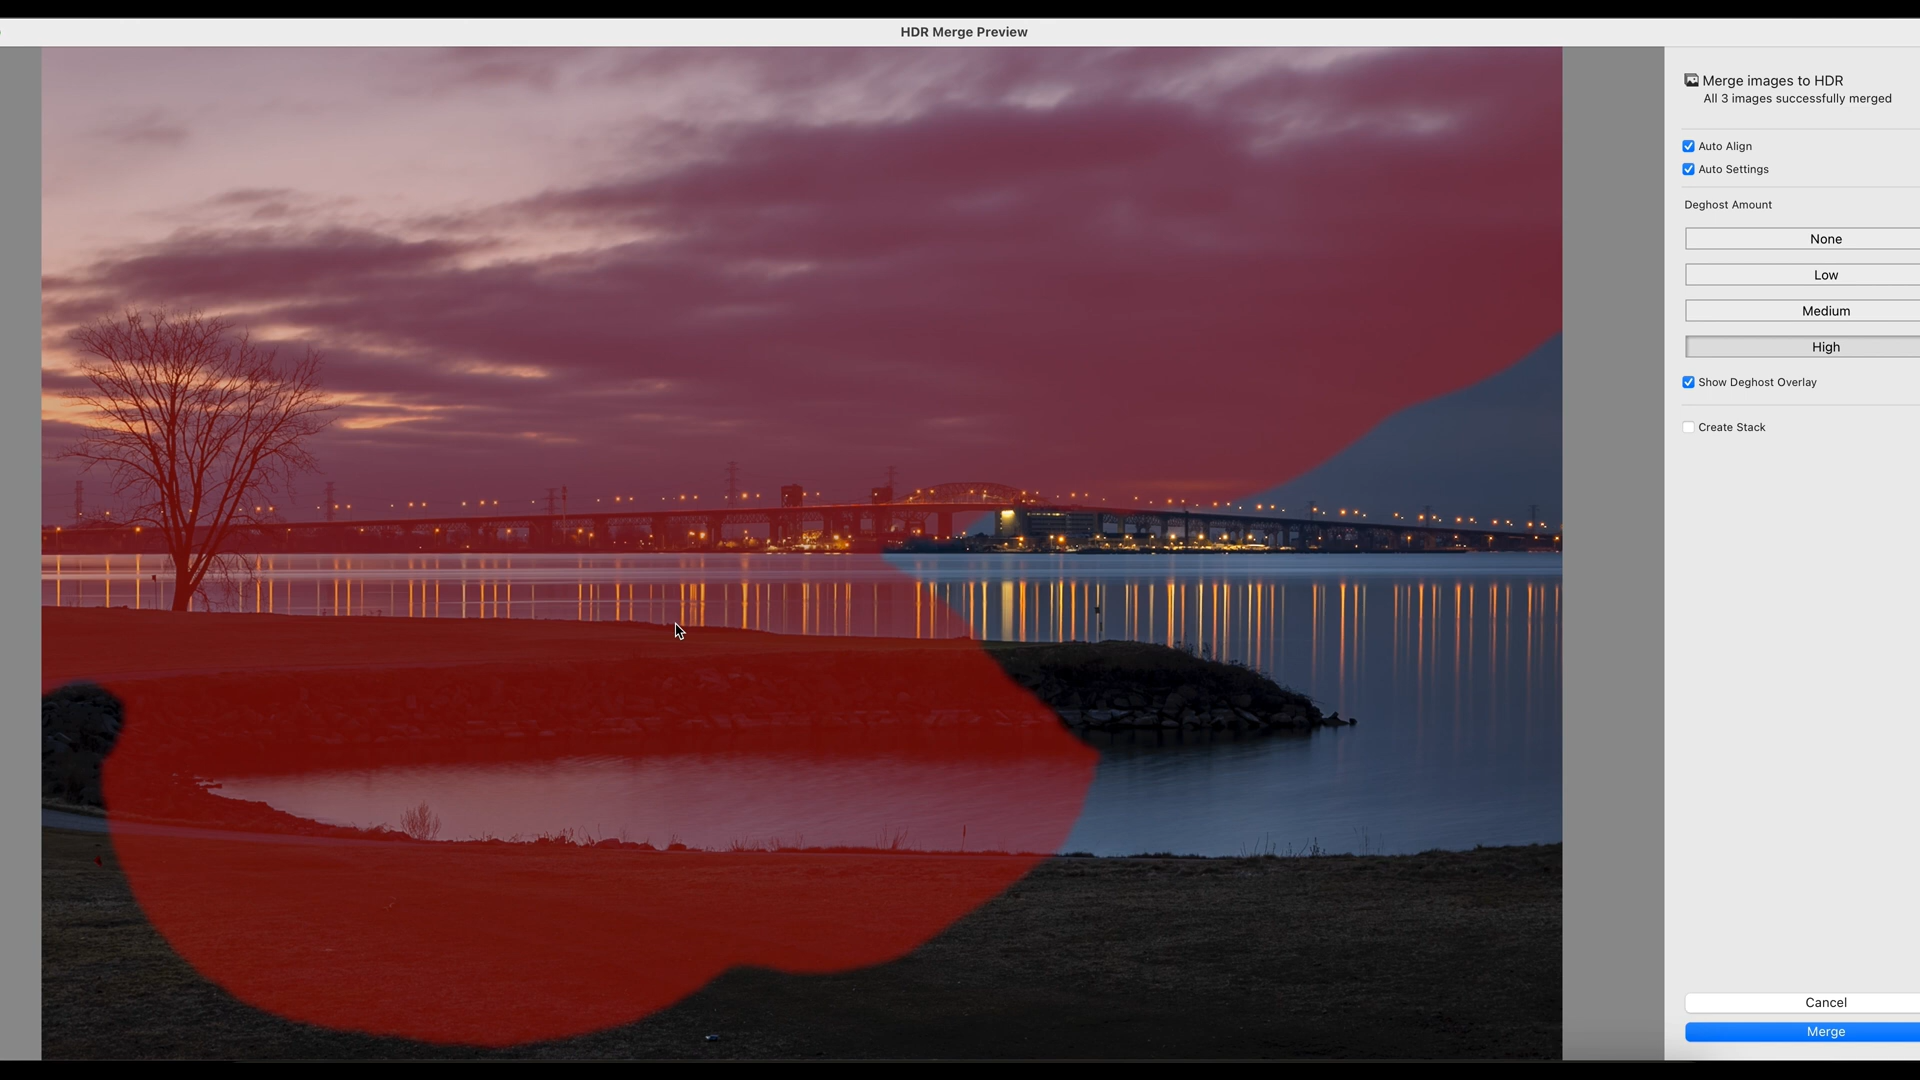 HDR Merge Preview
Merge images to HDR
All 3 images successfully merged
Auto Align
Auto Settings
Deghost Amount
None
Low
Medium
High
Show Deghost Overlay
Create Stack
Cancel
Merge